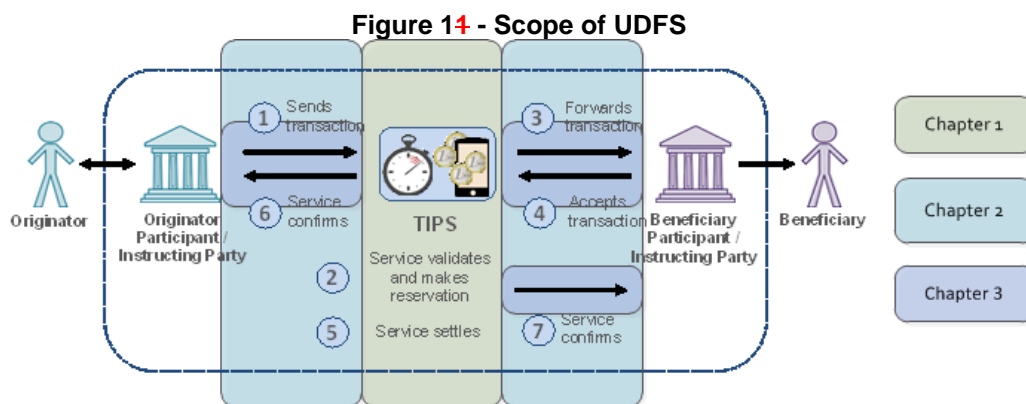 Figure 11 - Scope of UDFS
1 Sends
transaction
3 Forwards
transaction
Chapter 1
Originator
Originator
Participant /
Instructing Party
6 Service
confirms
TIPS
4 Accepts
transaction
Beneficiary
Participant /
Instructing Party
Beneficiary
Chapter 2
2 Service validates
and makes
reservation
Chapter 3
5 Service settles
7 Service
confirms